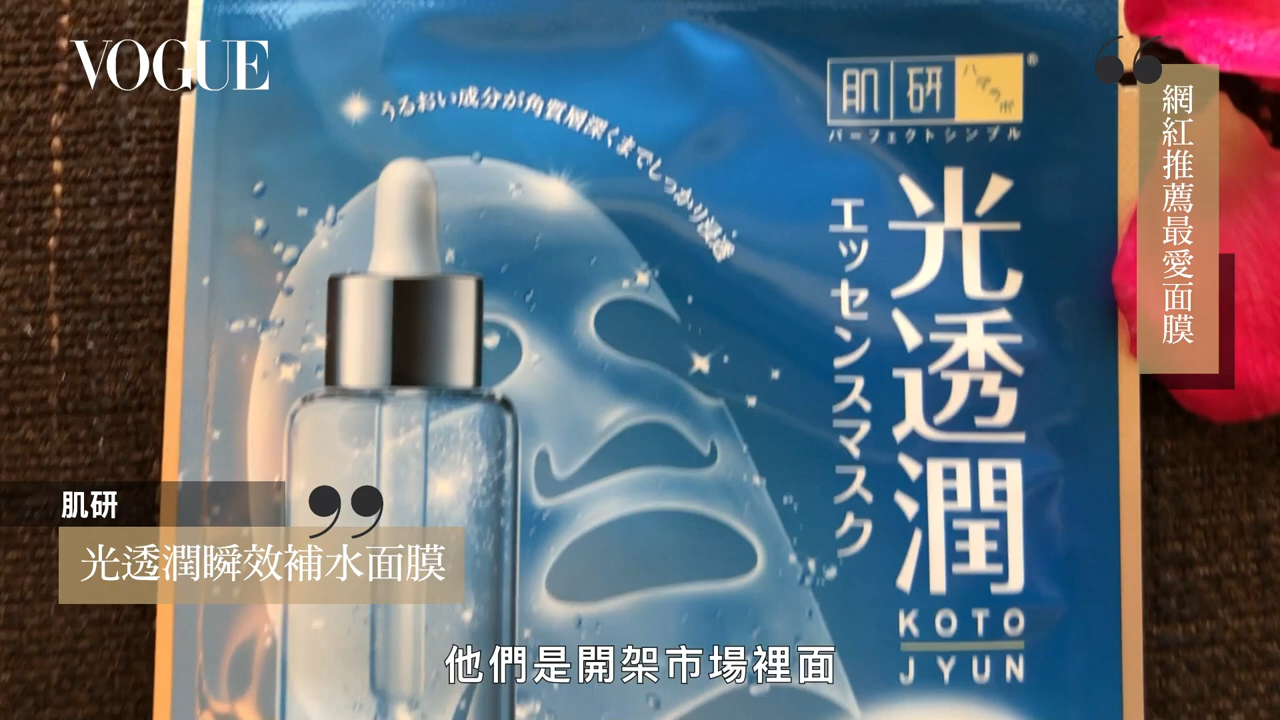 VOGUE
網紅推薦最愛面膜
うるおい成分が角質層深くまでしっかり浸透
肌研
ハダラボ
®
パーフェクトシンプル
光透潤
エッセンスマスク
KOTO
JYUN
肌研
光透潤瞬效補水面膜
他們是開架市場裡面